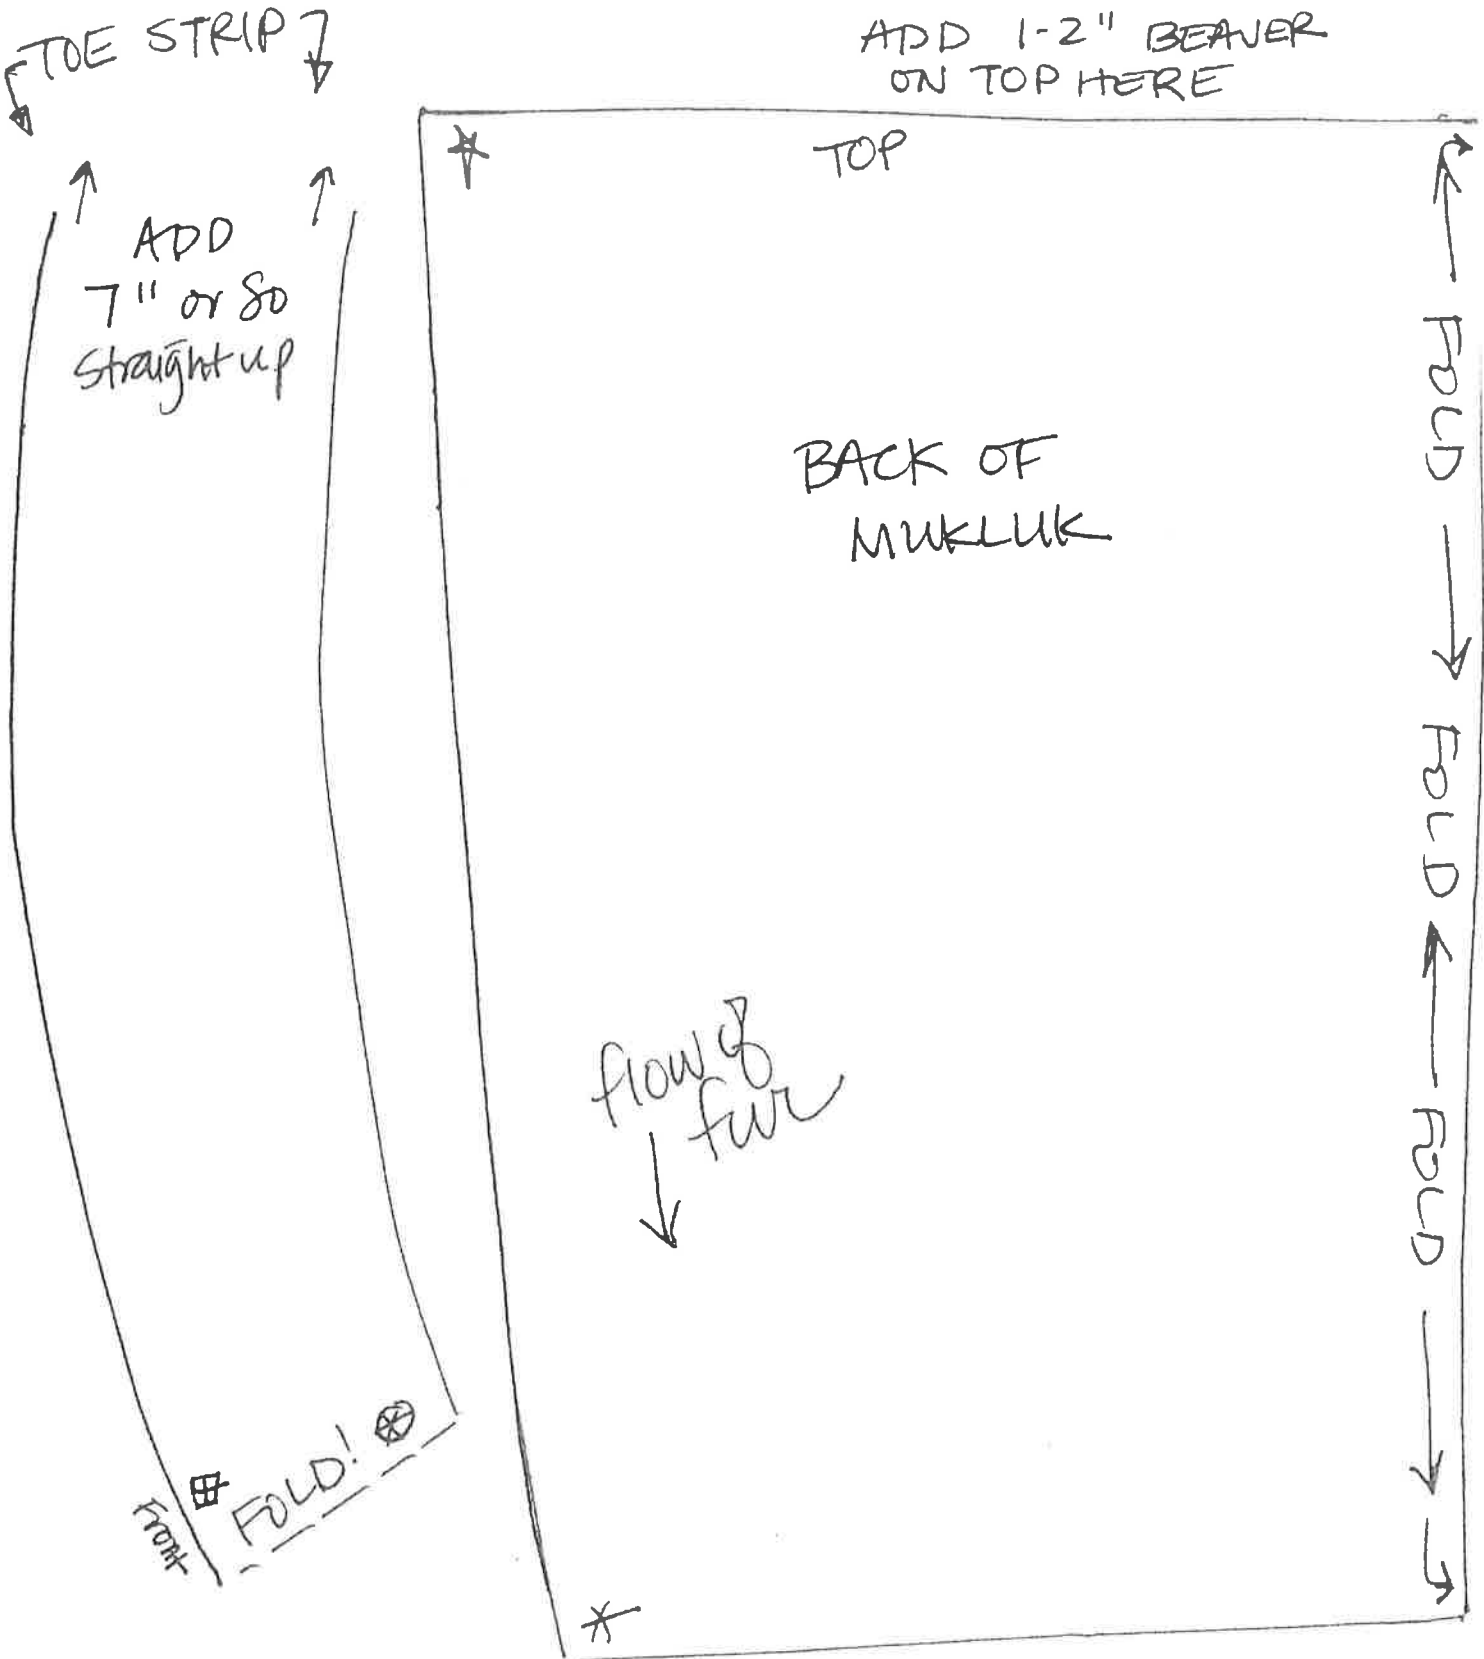 TOE STRIP
ADD
7" or so
straight up
FOLD!
Front
ADD 1-2" BEAVER
ON TOP HERE
TOP
BACK OF
MUKLUK
flow of
fur
FOLD
FOLD
FOLD